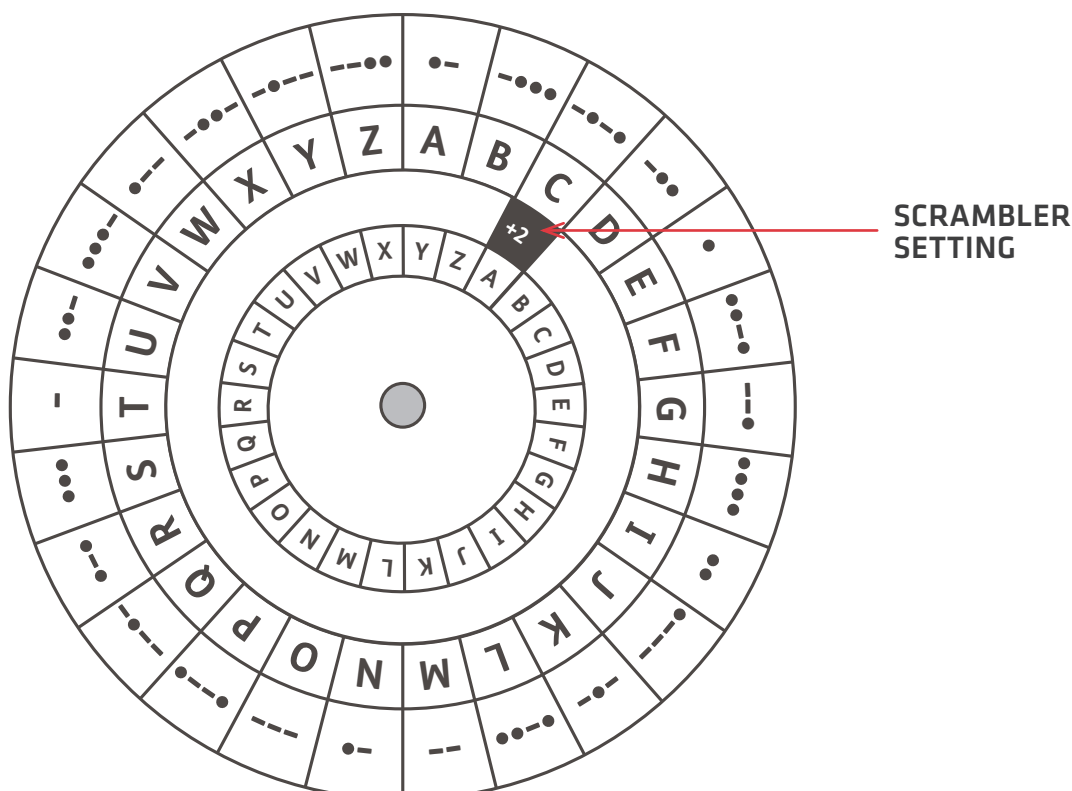 A B C D E F G H I J K L M N O P Q R S T U V W X Y Z
+2
A B C D E F G H I J K L M N O P Q R S T U V W X Y Z
SCRAMBLER
SETTING